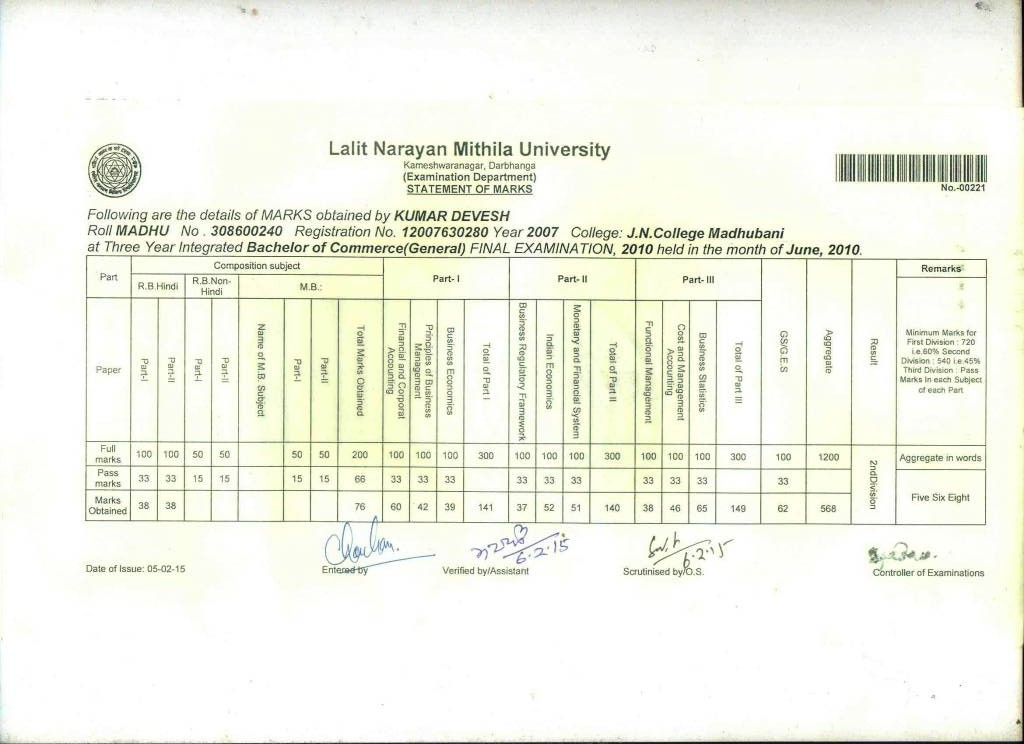 Lalit Narayan Mithila University
Kameshwaranagar, Darbhanga
(Examination Department)
STATEMENT OF MARKS
No.-00221
Following are the details of MARKS obtained by KUMAR DEVESH
Roll MADHU No . 308600240 Registration No. 12007630280 Year 2007 College: J.N.College Madhubani
at Three Year Integrated Bachelor of Commerce(General) FINAL EXAMINATION, 2010 held in the month of June, 2010.
Part
Composition subject
R.B.Hindi
R.B.Non-
Hindi
M.B.:
Part- I
Part- II
Part- III
GS/G.E.S
Aggregate
Result
Remarks
Paper
Part-I
Part-II
Part-I
Part-II
Name of M.B. Subject
Part-I
Part-II
Total Marks Obtained
Financial and Corporat
Accounting
Principles of Business
Management
Business Economics
Total of Part I
Business Regulatory Framework
Indian Economics
Monetary and Financial System
Total of Part II
Functional Management
Cost and Management
Accounting
Business Statistics
Total of Part III
Minimum Marks for
First Division : 720
i.e.60% Second
Division : 540 i.e.45%
Third Division : Pass
Marks In each Subject
of each Part
Full
marks
100 100 50 50 50 50 200 100 100 100 300 100 100 100 300 100 100 100 300 100 1200
Aggregate in words
Pass
marks
33 33 15 15 15 15 66 33 33 33 33 33 33 33 33 33 33
Marks
Obtained
38 38 76 60 42 39 141 37 52 51 140 38 46 65 149 62 568
2ndDivision
Five Six Eight
6.2.15
6.2.15
Date of Issue: 05-02-15
Entered by
Verified by/Assistant
Scrutinised by/O.S.
Controller of Examinations